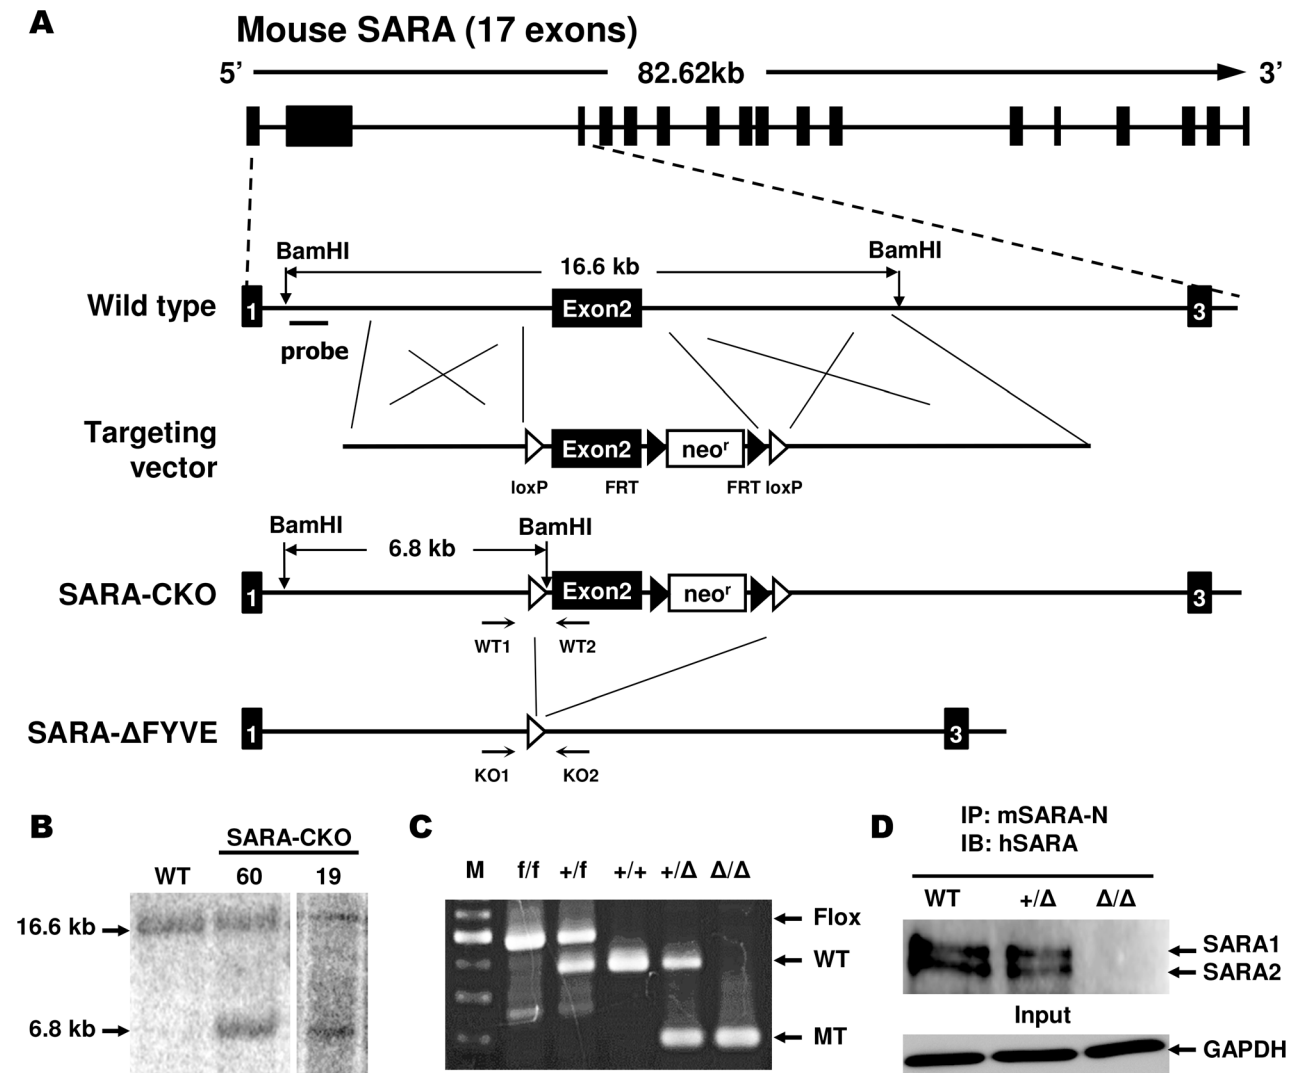 A
Mouse SARA (17 exons)
5’ 82.62kb 3’
BamHI BamHI
16.6 kb
Wild type 1 Exon2 3
probe
Targeting
vector
Exon2 neoʳ
loxP FRT FRT loxP
BamHI BamHI
6.8 kb
SARA-CKO 1 Exon2 neoʳ 3
WT1 WT2
SARA-ΔFYVE 1 3
KO1 KO2
B
SARA-CKO
WT 60 19
16.6 kb
6.8 kb
C
M f/f +/f +/+ +/Δ Δ/Δ
Flox
WT
MT
D
IP: mSARA-N
IB: hSARA
WT +/Δ Δ/Δ
SARA1
SARA2
Input
GAPDH